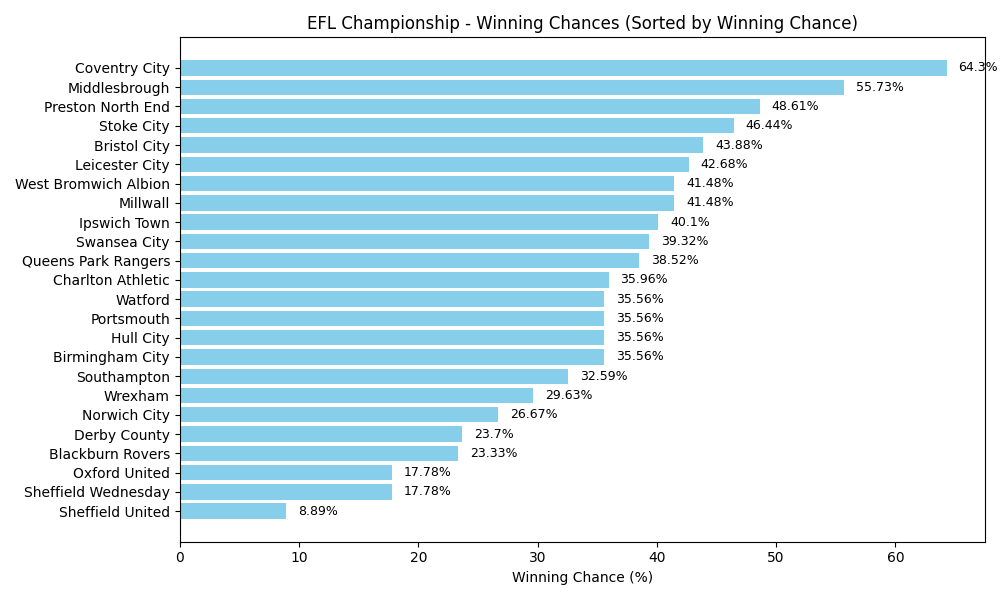 EFL Championship - Winning Chances (Sorted by Winning Chance)
Coventry City 64.3%
Middlesbrough 55.73%
Preston North End 48.61%
Stoke City 46.44%
Bristol City 43.88%
Leicester City 42.68%
West Bromwich Albion 41.48%
Millwall 41.48%
Ipswich Town 40.1%
Swansea City 39.32%
Queens Park Rangers 38.52%
Charlton Athletic 35.96%
Watford 35.56%
Portsmouth 35.56%
Hull City 35.56%
Birmingham City 35.56%
Southampton 32.59%
Wrexham 29.63%
Norwich City 26.67%
Derby County 23.7%
Blackburn Rovers 23.33%
Oxford United 17.78%
Sheffield Wednesday 17.78%
Sheffield United 8.89%
0 10 20 30 40 50 60
Winning Chance (%)